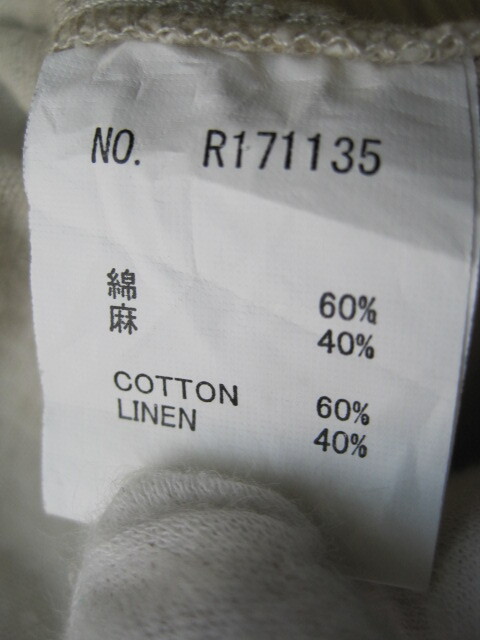 NO. R171135
綿 60%
麻 40%
COTTON 60%
LINEN 40%